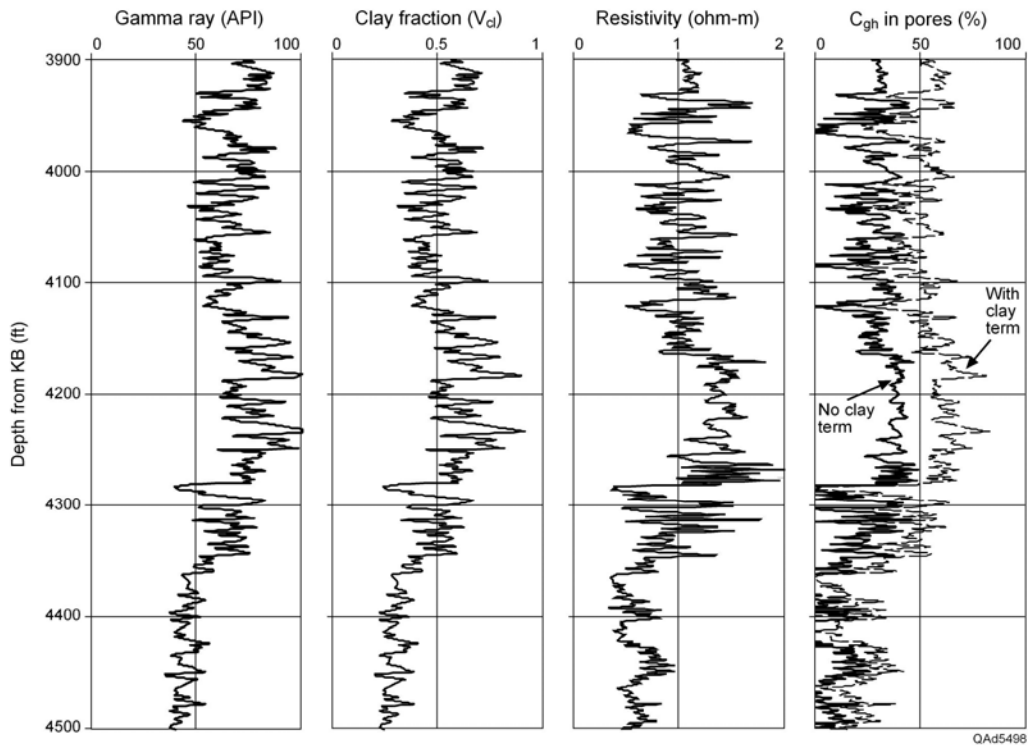 Gamma ray (API)
Clay fraction (Vcl)
Resistivity (ohm-m)
Cgh in pores (%)
0 100
0 0.5 1
0 1 2
0 50 100
3900
4000
4100
4200
4300
4400
4500
0 50 100
Depth from KB (ft)
With
clay
term
No clay
term
QAd5498